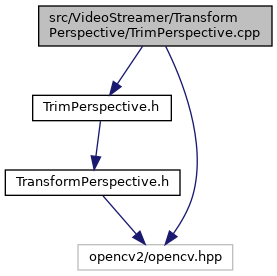 src/VideoStreamer/Transform
Perspective/TrimPerspective.cpp
TrimPerspective.h
TransformPerspective.h
opencv2/opencv.hpp